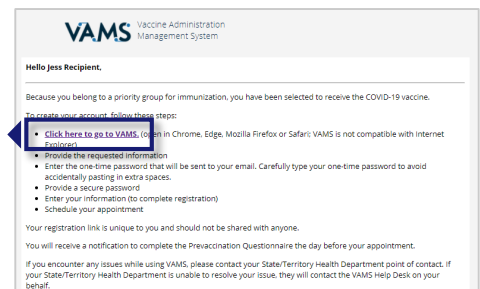 VAMS Vaccine Administration
Management System
Hello Jess Recipient,
Because you belong to a priority group for immunization, you have been selected to receive the COVID-19 vaccine.
To create your account, follow these steps:
• Click here to go to VAMS. (open in Chrome, Edge, Mozilla Firefox or Safari: VAMS is not compatible with Internet
Explorer)
• Provide the requested information
• Enter the one-time password that will be sent to your email. Carefully type your one-time password to avoid
accidentally pasting in extra spaces.
• Provide a secure password
• Enter your information (to complete registration)
• Schedule your appointment
Your registration link is unique to you and should not be shared with anyone.
You will receive a notification to complete the Prevaccination Questionnaire the day before your appointment.
If you encounter any issues while using VAMS, please contact your State/Territory Health Department point of contact. If
your State/Territory Health Department is unable to resolve your issue, they will contact the VAMS Help Desk on your
behalf.